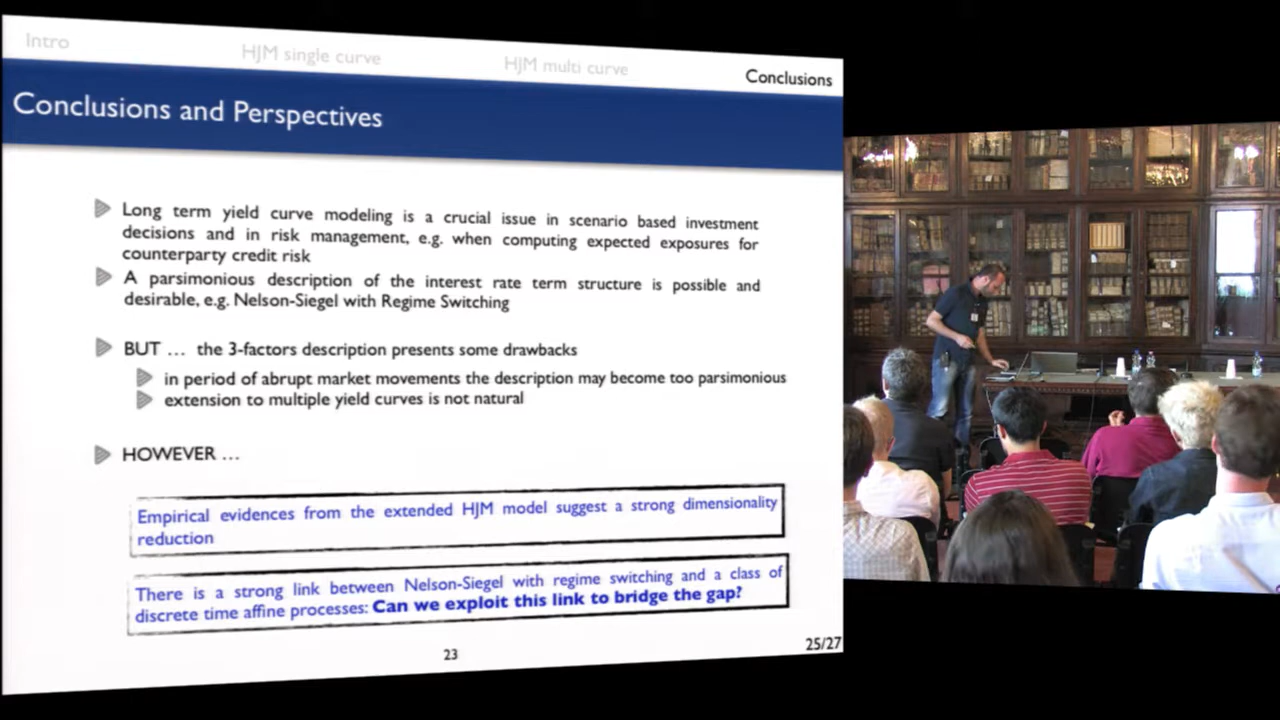 Intro HJM single curve HJM multi curve Conclusions
Conclusions and Perspectives
Long term yield curve modeling is a crucial issue in scenario based investment
decisions and in risk management, e.g. when computing expected exposures for
counterparty credit risk
A parsimonious description of the interest rate term structure is possible and
desirable, e.g. Nelson-Siegel with Regime Switching
BUT … the 3-factors description presents some drawbacks
in period of abrupt market movements the description may become too parsimonious
extension to multiple yield curves is not natural
HOWEVER …
Empirical evidences from the extended HJM model suggest a strong dimensionality
reduction
There is a strong link between Nelson-Siegel with regime switching and a class of
discrete time affine processes: Can we exploit this link to bridge the gap?
23
25/27